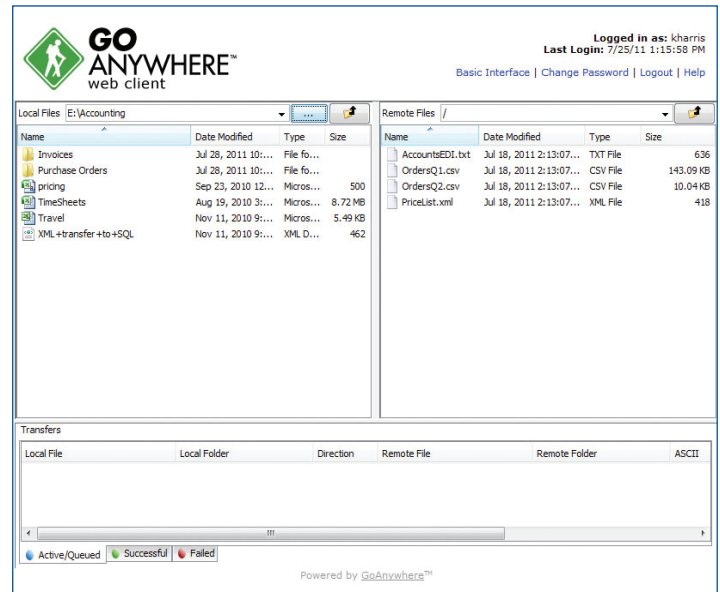 GO
ANYWHERE™
web client
Logged in as: kharris
Last Login: 7/25/11 1:15:58 PM
Basic Interface | Change Password | Logout | Help
Local Files E:\Accounting ...
Name Date Modified Type Size
Invoices Jul 28, 2011 10:... File fo...
Purchase Orders Jul 28, 2011 10:... File fo...
pricing Sep 23, 2010 12... Micros... 500
TimeSheets Aug 19, 2010 3:... Micros... 8.72 MB
Travel Nov 11, 2010 9:... Micros... 5.49 KB
XML+transfer+to+SQL Nov 11, 2010 9:... XML D... 462
Remote Files /
Name Date Modified Type Size
AccountsEDI.txt Jul 18, 2011 2:13:07... TXT File 636
OrdersQ1.csv Jul 18, 2011 2:13:07... CSV File 143.09 KB
OrdersQ2.csv Jul 18, 2011 2:13:07... CSV File 10.04 KB
PriceList.xml Jul 18, 2011 2:13:07... XML File 418
Transfers
Local File Local Folder Direction Remote File Remote Folder ASCII
Active/Queued Successful Failed
Powered by GoAnywhere™